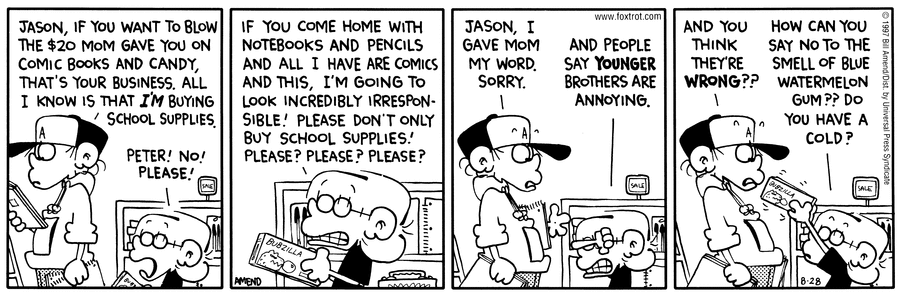 JASON, IF YOU WANT TO BLOW
THE $20 MOM GAVE YOU ON
COMIC BOOKS AND CANDY,
THAT'S YOUR BUSINESS. ALL
I KNOW IS THAT I'M BUYING
SCHOOL SUPPLIES.
PETER! NO!
PLEASE!
A
SALE
IF YOU COME HOME WITH
NOTEBOOKS AND PENCILS
AND ALL I HAVE ARE COMICS
AND THIS, I'M GOING TO
LOOK INCREDIBLY IRRESPON-
SIBLE! PLEASE DON'T ONLY
BUY SCHOOL SUPPLIES!
PLEASE? PLEASE? PLEASE?
BUBZILLA
AMEND
www.foxtrot.com
JASON, I
GAVE MOM
MY WORD.
SORRY.
AND PEOPLE
SAY YOUNGER
BROTHERS ARE
ANNOYING.
A
SALE
AND YOU
THINK
THEY'RE
WRONG??
HOW CAN YOU
SAY NO TO THE
SMELL OF BLUE
WATERMELON
GUM?? DO
YOU HAVE A
COLD?
A
BUBZILLA
SALE
8-28
© 1997 Bill Amend/Dist. by Universal Press Syndicate